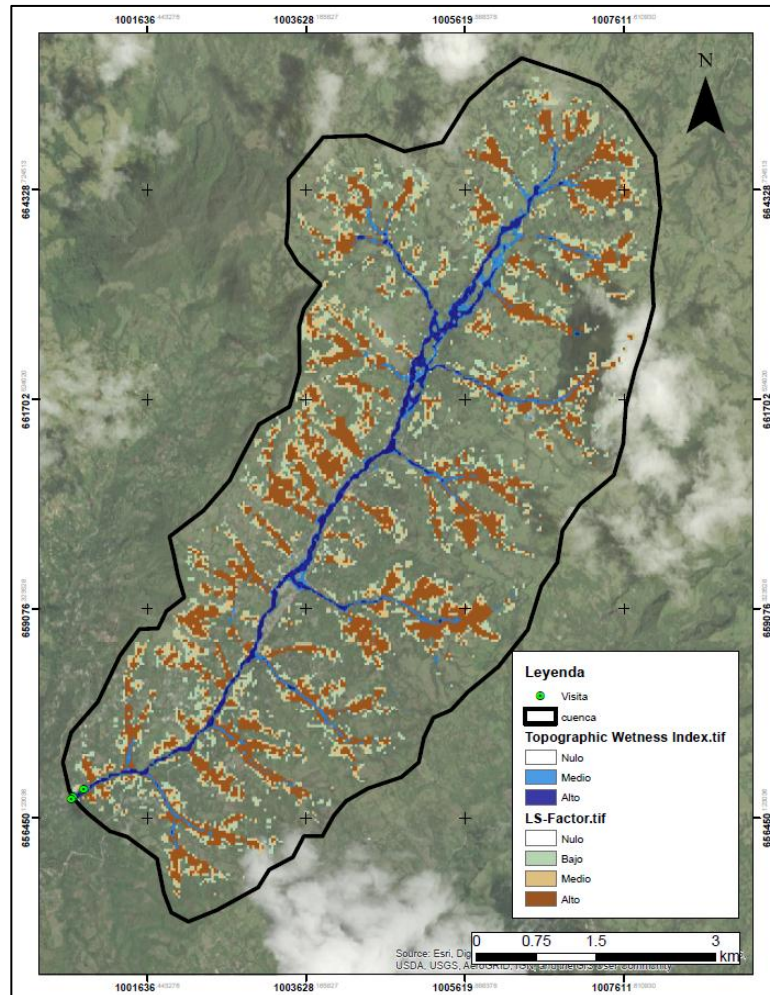 1001636 1003628 1005619 1007611
N
664328 664328
661702 661702
659076 659076
656450 656450
Leyenda
Visita
cuenca
Topographic Wetness Index.tif
Nulo
Medio
Alto
LS-Factor.tif
Nulo
Bajo
Medio
Alto
0 0.75 1.5 3
km
Source: Esri,
USDA, USGS, AeroGRID, IGN, and the GIS User Community
1001636 1003628 1005619 1007611